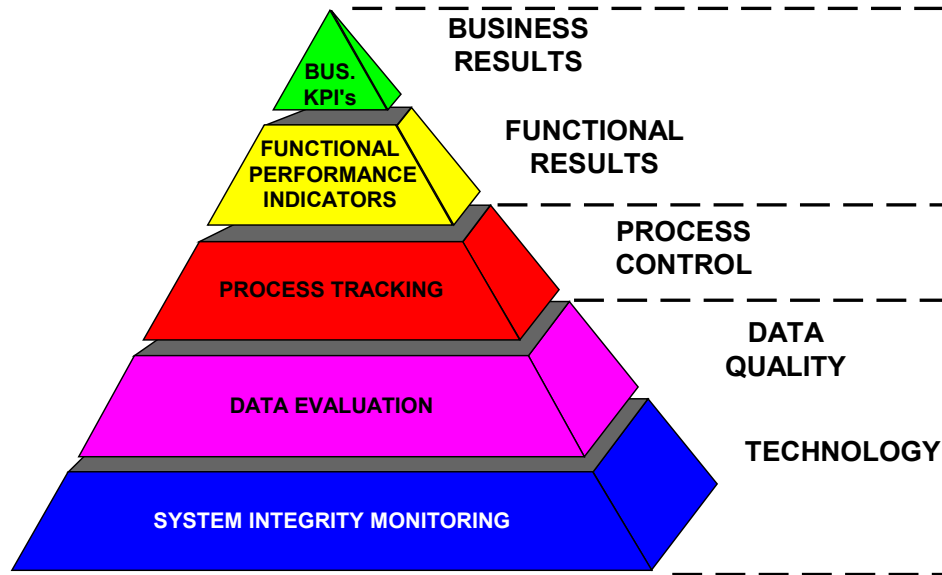 BUSINESS
RESULTS
BUS.
KPI's
FUNCTIONAL
RESULTS
FUNCTIONAL
PERFORMANCE
INDICATORS
PROCESS
CONTROL
PROCESS TRACKING
DATA
QUALITY
DATA EVALUATION
TECHNOLOGY
SYSTEM INTEGRITY MONITORING